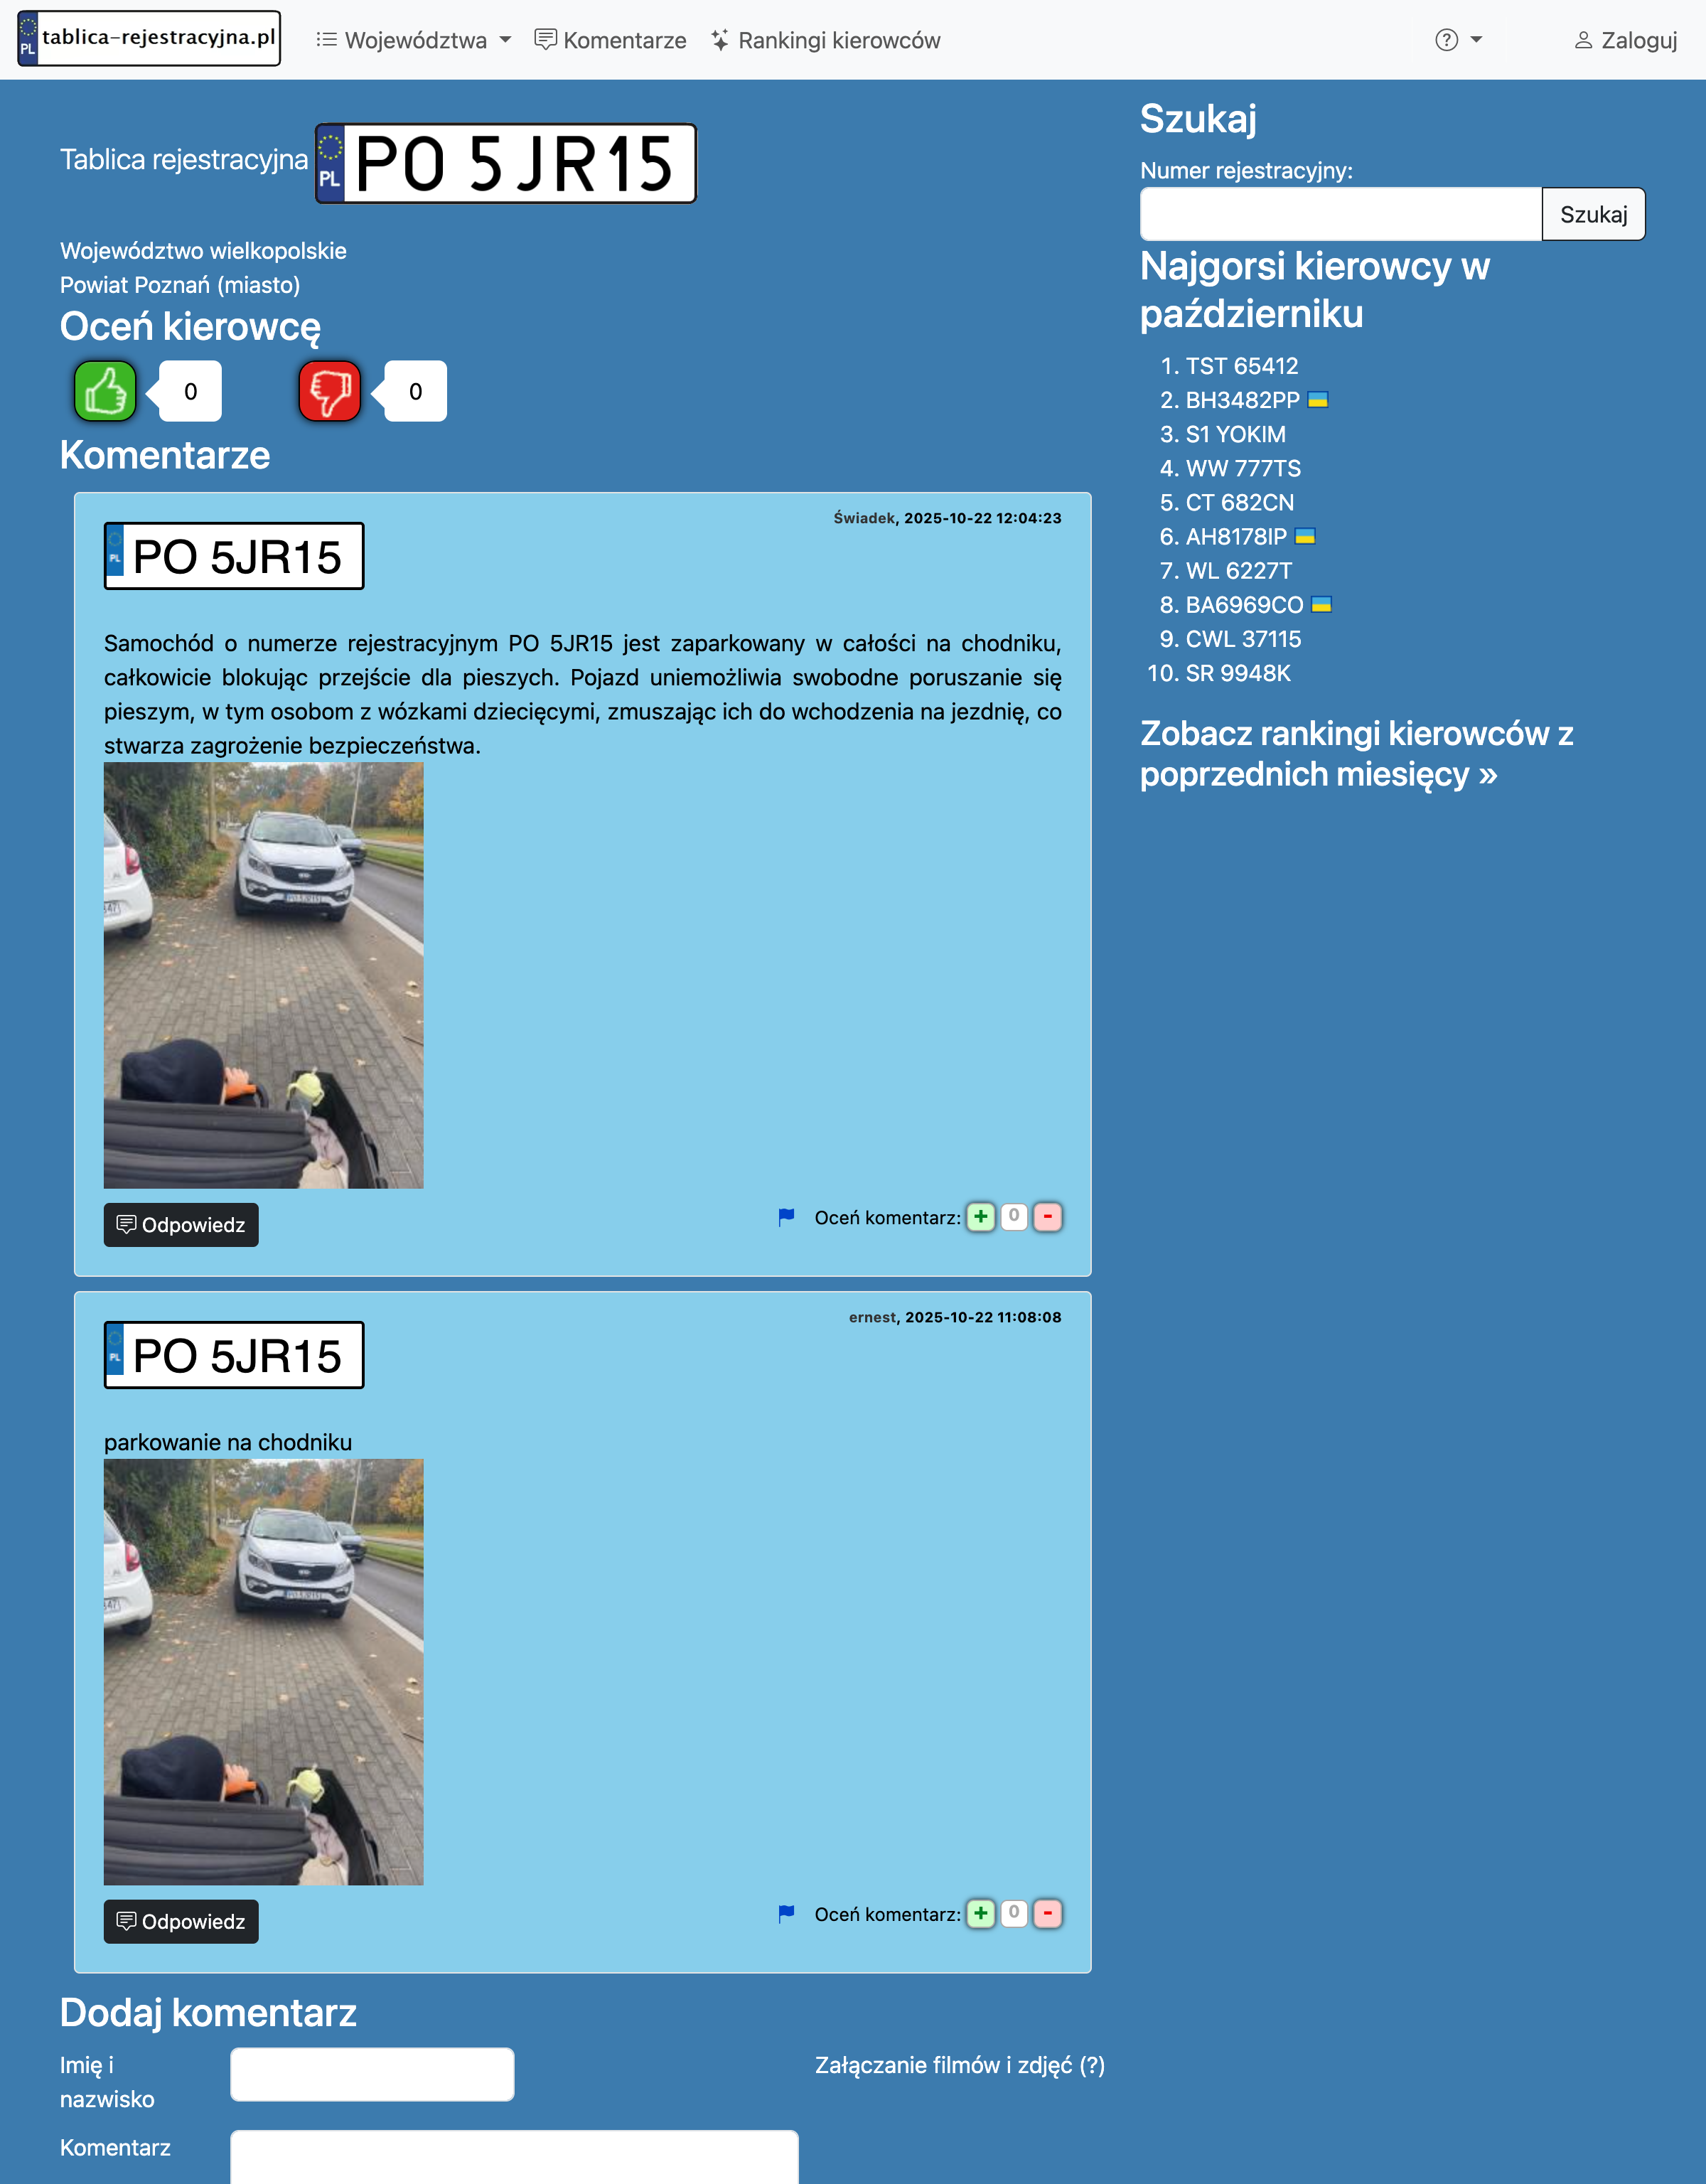 PL tablica-rejestracyjna.pl
Województwa
Komentarze
Rankingi kierowców
?
Zaloguj
Tablica rejestracyjna
PL PO 5JR15
Województwo wielkopolskie
Powiat Poznań (miasto)
Oceń kierowcę
0
0
Komentarze
Świadek, 2025-10-22 12:04:23
PL PO 5JR15
Samochód o numerze rejestracyjnym PO 5JR15 jest zaparkowany w całości na chodniku,
całkowicie blokując przejście dla pieszych. Pojazd uniemożliwia swobodne poruszanie się
pieszym, w tym osobom z wózkami dziecięcymi, zmuszając ich do wchodzenia na jezdnię, co
stwarza zagrożenie bezpieczeństwa.
PO 5JR15
Odpowiedz
Oceń komentarz: + 0 -
ernest, 2025-10-22 11:08:08
PL PO 5JR15
parkowanie na chodniku
PO 5JR15
Odpowiedz
Oceń komentarz: + 0 -
Dodaj komentarz
Imię i
nazwisko
Załączanie filmów i zdjęć (?)
Komentarz
Szukaj
Numer rejestracyjny:
Szukaj
Najgorsi kierowcy w
październiku
1. TST 65412
2. BH3482PP
3. S1 YOKIM
4. WW 777TS
5. CT 682CN
6. AH8178IP
7. WL 6227T
8. BA6969CO
9. CWL 37115
10. SR 9948K
Zobacz rankingi kierowców z
poprzednich miesięcy »